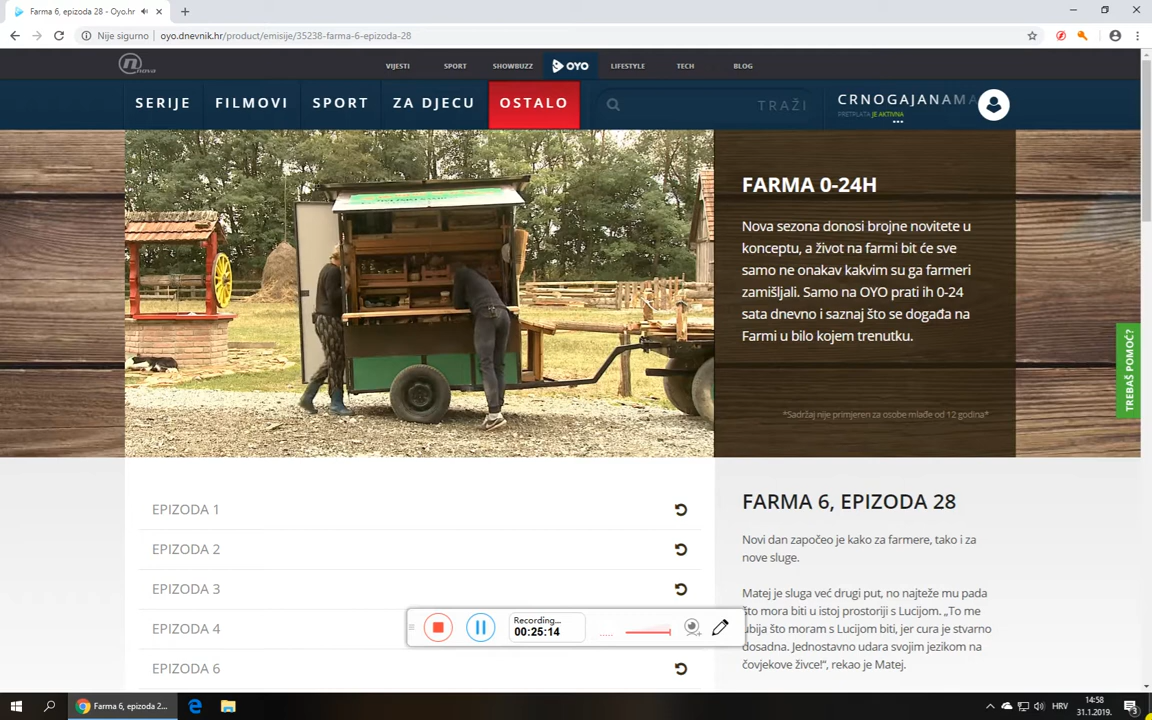 Farma 6, epizoda 28 - Oyo.hr
Nije sigurno
oyo.dnevnik.hr/product/emisije/35238-farma-6-epizoda-28
nova
VIJESTI
SPORT
SHOWBUZZ
OYO
LIFESTYLE
TECH
BLOG
SERIJE
FILMOVI
SPORT
ZA DJECU
OSTALO
TRAŽI
CRNOGAJANAMA
PRETPLATA JE AKTIVNA
FARMA 0-24H
Nova sezona donosi brojne novitete u
konceptu, a život na farmi bit će sve
samo ne onakav kakvim su ga farmeri
zamišljali. Samo na OYO prati ih 0-24
sata dnevno i saznaj što se događa na
Farmi u bilo kojem trenutku.
*Sadržaj nije primjeren za osobe mlađe od 12 godina*
TREBAŠ POMOĆ?
EPIZODA 1
EPIZODA 2
EPIZODA 3
EPIZODA 4
EPIZODA 6
FARMA 6, EPIZODA 28
Novi dan započeo je kako za farmere, tako i za
nove sluge.
Matej je sluga već drugi put, no najteže mu pada
što mora biti u istoj prostoriji s Lucijom. „To me
ubija što moram s Lucijom biti, jer cura je stvarno
dosadna. Jednostavno udara svojim jezikom na
čovjekove živce!“, rekao je Matej.
Recording...
00:25:14
Farma 6, epizoda 2...
HRV
14:58
31.1.2019.
3